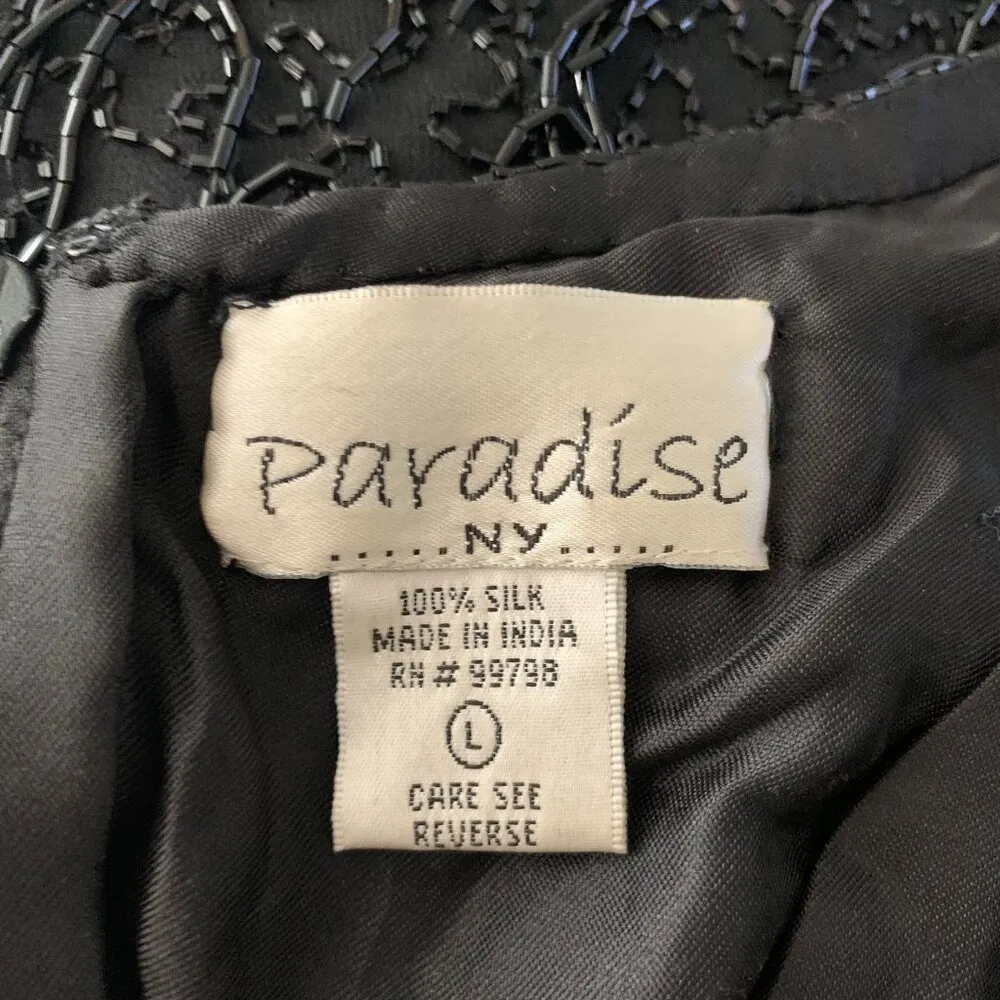 Paradise
.....NY.....
100% SILK
MADE IN INDIA
RN # 99798
L
CARE SEE
REVERSE